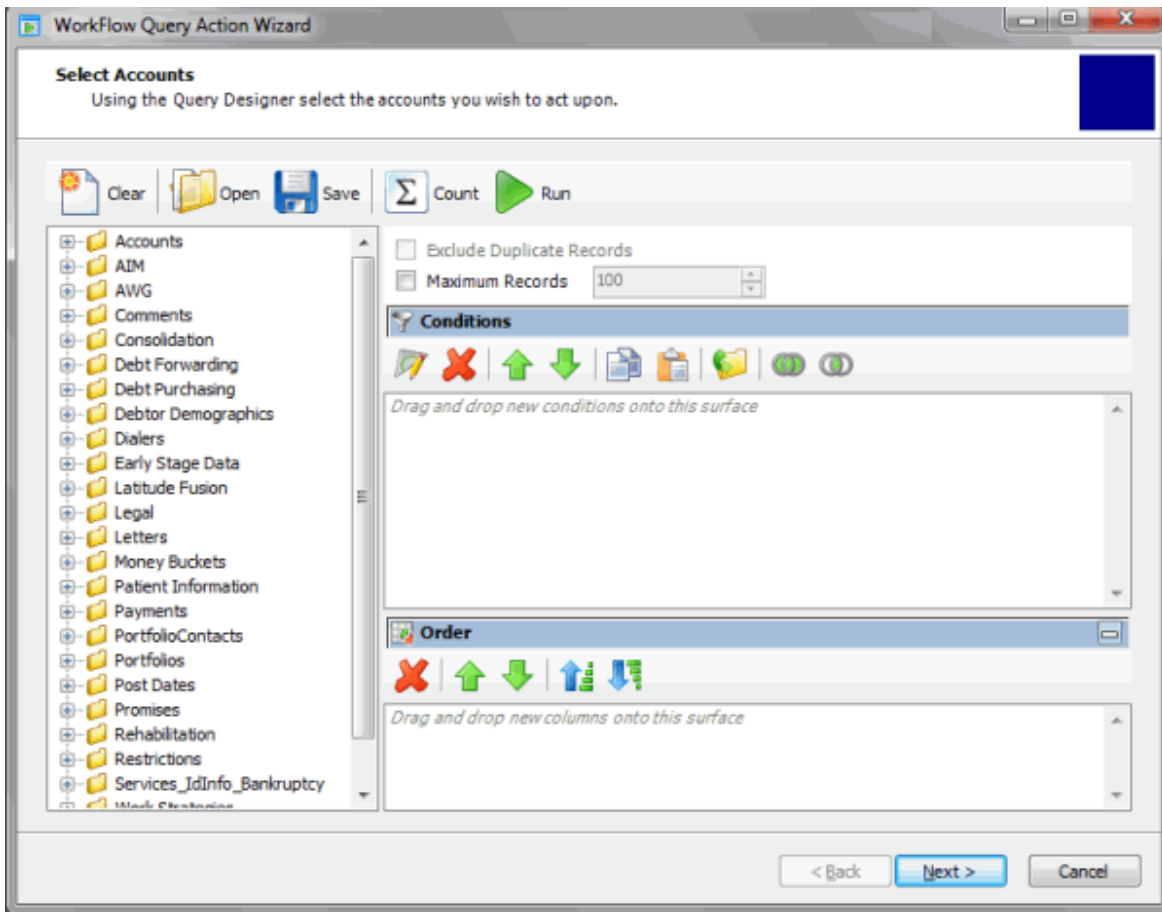 WorkFlow Query Action Wizard
Select Accounts
Using the Query Designer select the accounts you wish to act upon.
Clear Open Save Σ Count Run
Accounts
AIM
AWG
Comments
Consolidation
Debt Forwarding
Debt Purchasing
Debtor Demographics
Dialers
Early Stage Data
Latitude Fusion
Legal
Letters
Money Buckets
Patient Information
Payments
PortfolioContacts
Portfolios
Post Dates
Promises
Rehabilitation
Restrictions
Services_IdInfo_Bankruptcy
Work Strategies
Exclude Duplicate Records
Maximum Records 100
Conditions
Drag and drop new conditions onto this surface
Order
Drag and drop new columns onto this surface
< Back Next > Cancel